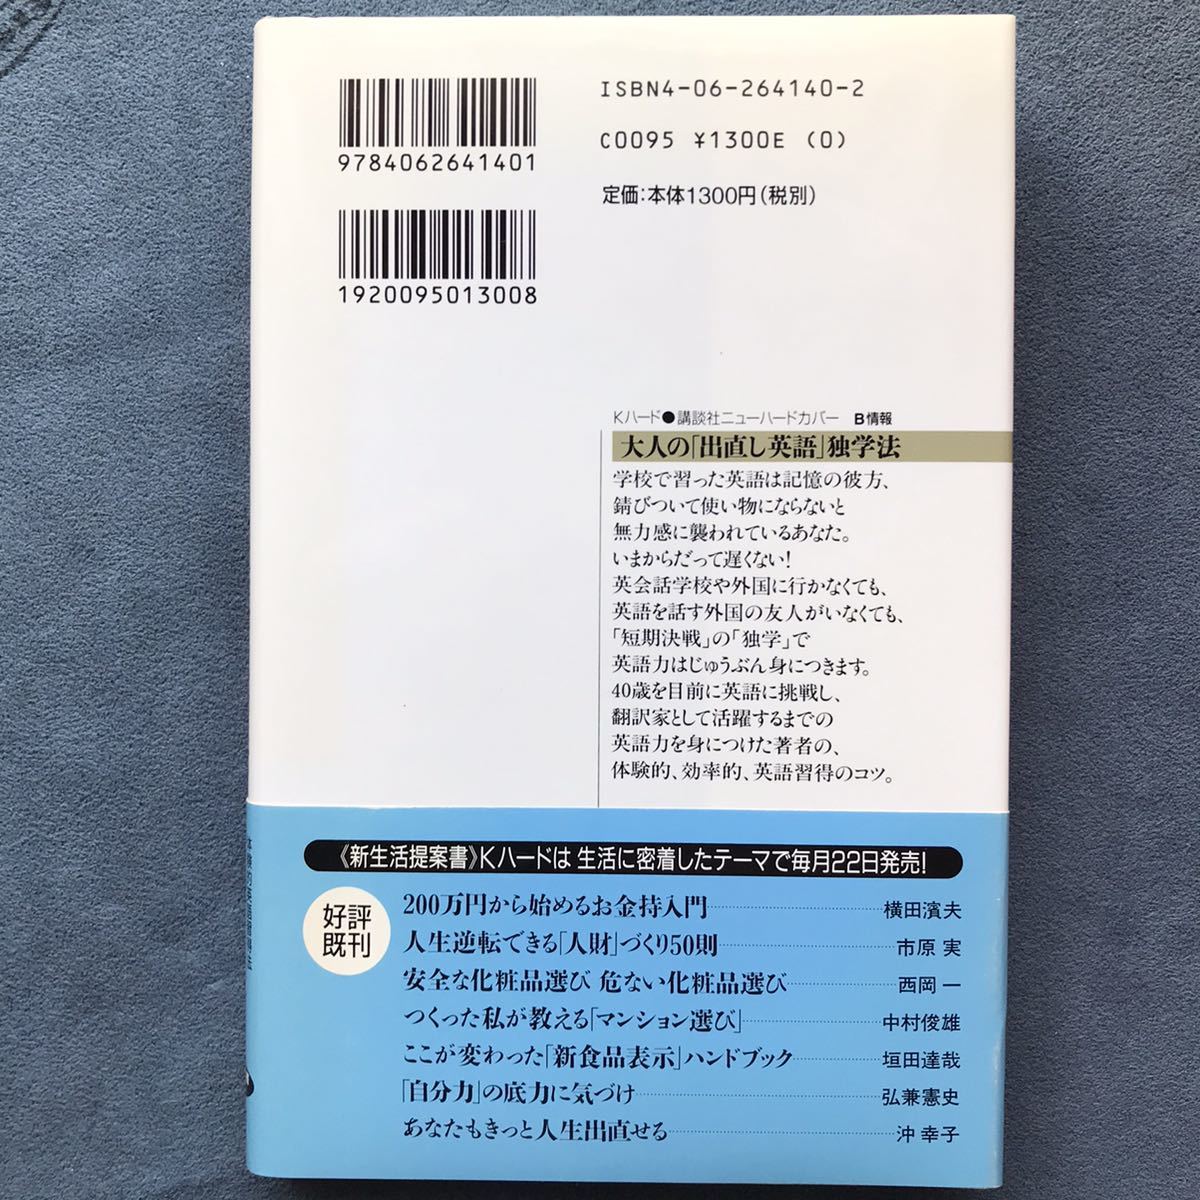 9784062641401
1920095013008
ISBN4-06-264140-2
C0095 ¥1300E (0)
定価:本体1300円(税別)
Kハード●講談社ニューハードカバー B情報
大人の「出直し英語」独学法
学校で習った英語は記憶の彼方、
錆びついて使い物にならないと
無力感に襲われているあなた。
いまからだって遅くない!
英会話学校や外国に行かなくても、
英語を話す外国の友人がいなくても、
「短期決戦」の「独学」で
英語力はじゅうぶん身につきます。
40歳を目前に英語に挑戦し、
翻訳家として活躍するまでの
英語力を身につけた著者の、
体験的、効率的、英語習得のコツ。
《新生活提案書》Kハードは 生活に密着したテーマで毎月22日発売!
好評
既刊
200万円から始めるお金持入門 横田濱夫
人生逆転できる「人財」づくり50則 市原 実
安全な化粧品選び 危ない化粧品選び 西岡 一
つくった私が教える「マンション選び」 中村俊雄
ここが変わった「新食品表示」ハンドブック 垣田達哉
「自分力」の底力に気づけ 弘兼憲史
あなたもきっと人生出直せる 沖 幸子